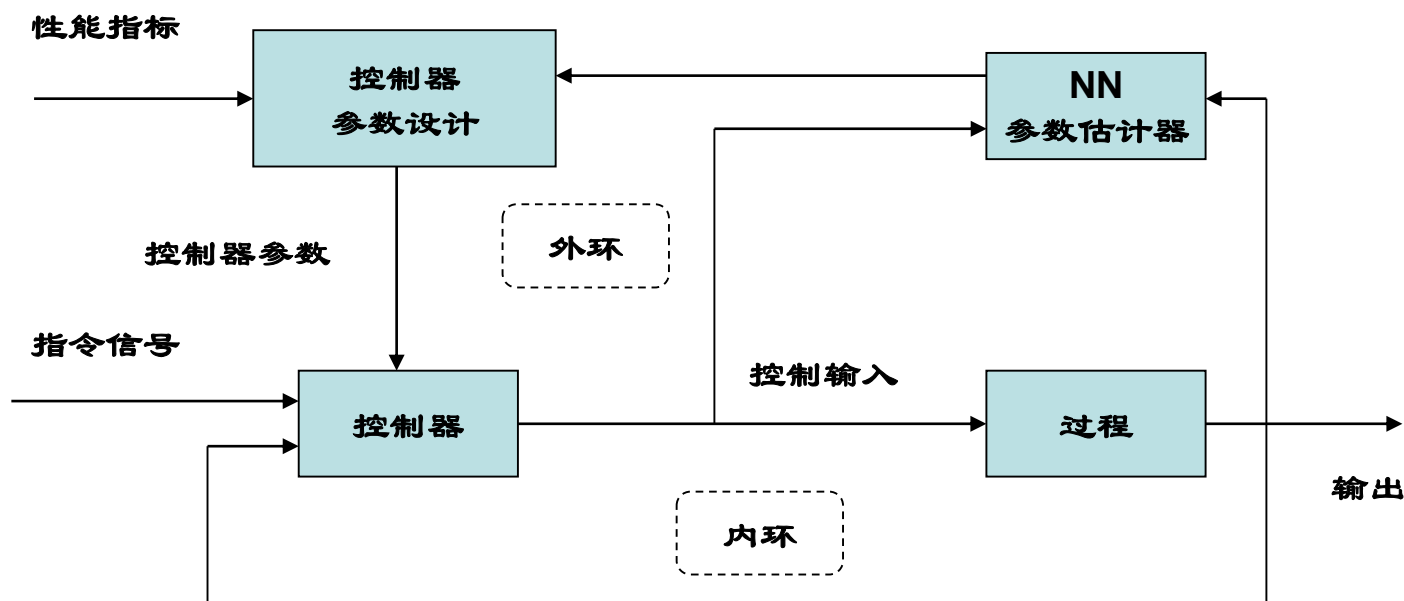 性能指标
控制器
参数设计
NN
参数估计器
外环
控制器参数
指令信号
控制输入
控制器
过程
输出
内环